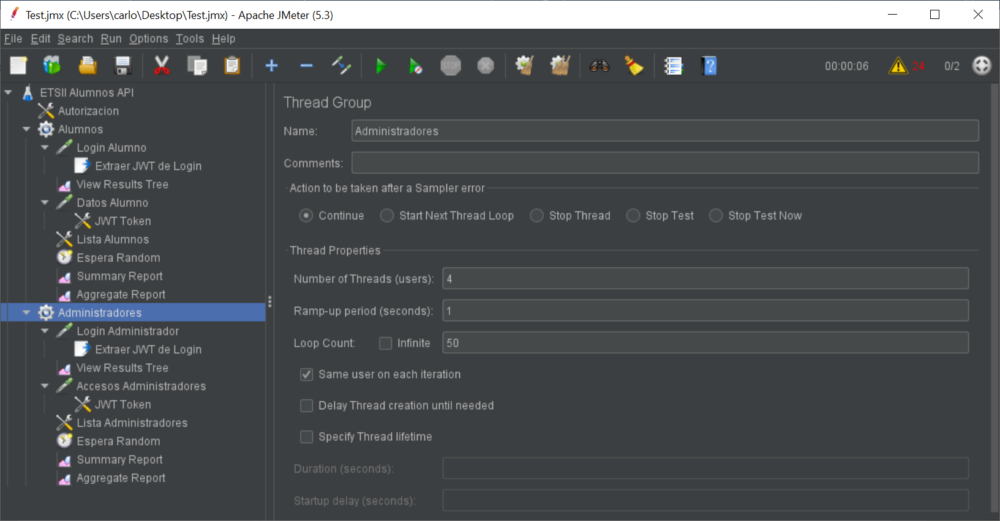 Test.jmx (C:\Users\carlo\Desktop\Test.jmx) - Apache JMeter (5.3)
File Edit Search Run Options Tools Help
STOP
00:00:06 24 0/2
ETSII Alumnos API
Autorizacion
Alumnos
Login Alumno
Extraer JWT de Login
View Results Tree
Datos Alumno
JWT Token
Lista Alumnos
Espera Random
Summary Report
Aggregate Report
Administradores
Login Administrador
Extraer JWT de Login
View Results Tree
Accesos Administradores
JWT Token
Lista Administradores
Espera Random
Summary Report
Aggregate Report
Thread Group
Name: Administradores
Comments:
Action to be taken after a Sampler error
Continue Start Next Thread Loop Stop Thread Stop Test Stop Test Now
Thread Properties
Number of Threads (users): 4
Ramp-up period (seconds): 1
Loop Count: Infinite 50
Same user on each iteration
Delay Thread creation until needed
Specify Thread lifetime
Duration (seconds):
Startup delay (seconds):